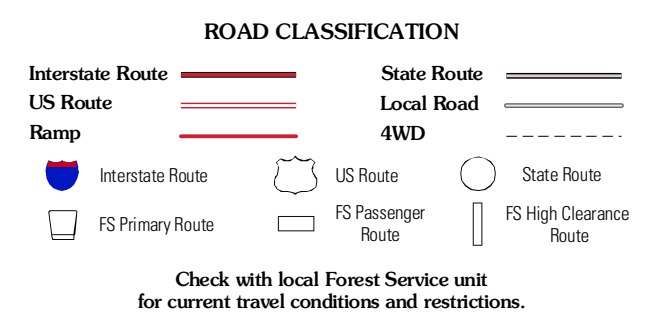 ROAD CLASSIFICATION
Interstate Route
State Route
US Route
Local Road
Ramp
4WD
Interstate Route
US Route
State Route
FS Primary Route
FS Passenger
Route
FS High Clearance
Route
Check with local Forest Service unit
for current travel conditions and restrictions.